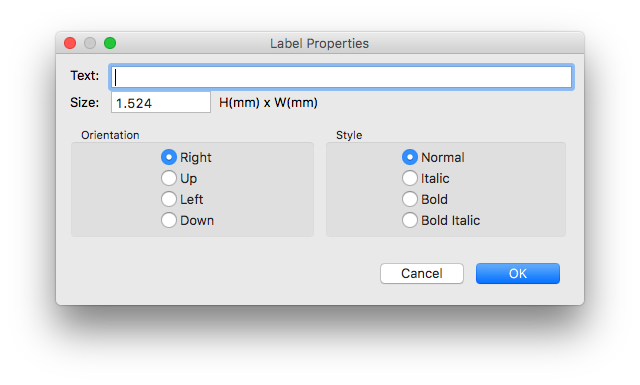 Label Properties
Text:
Size: 1.524 H(mm) x W(mm)
Orientation Style
Right Normal
Up Italic
Left Bold
Down Bold Italic
Cancel OK